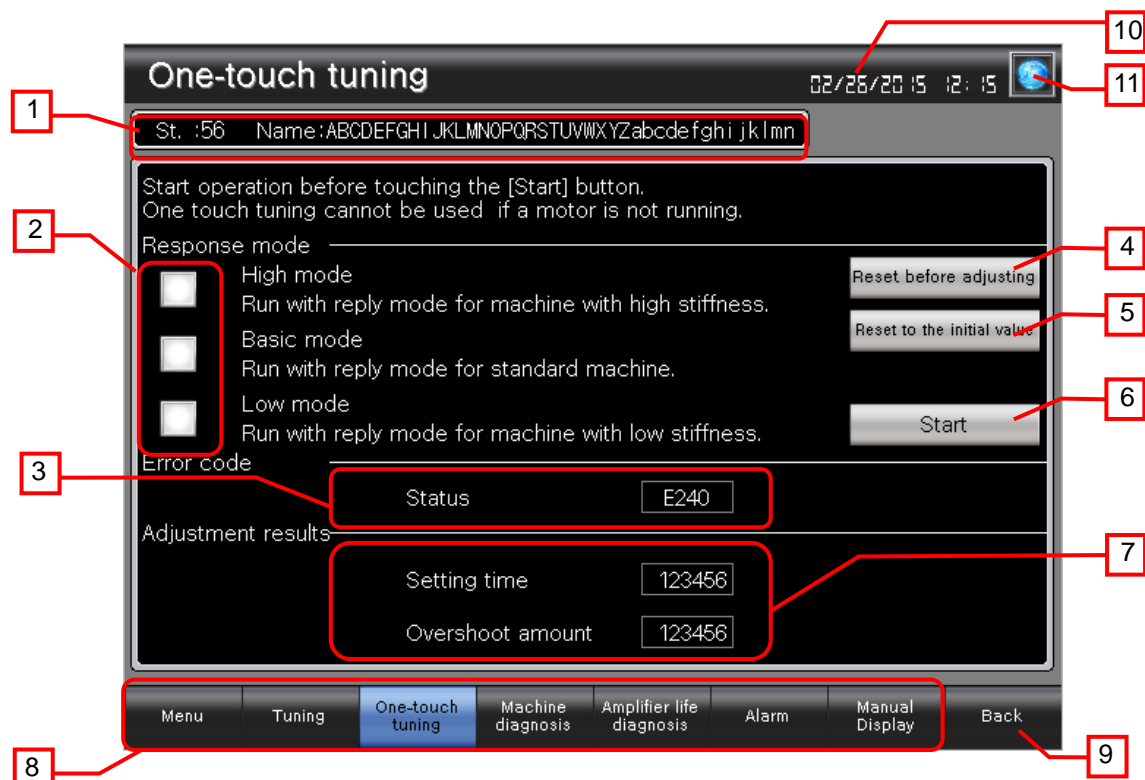 10
One-touch tuning
02/26/2015 12:15
11
1
St. :56 Name:ABCDEFGHIJKLMNOPQRSTUVWXYZabcdefghijklmn
Start operation before touching the [Start] button.
One touch tuning cannot be used if a motor is not running.
2
Response mode
4
High mode
Reset before adjusting
Run with reply mode for machine with high stiffness.
5
Basic mode
Reset to the initial value
Run with reply mode for standard machine.
6
Low mode
Start
Run with reply mode for machine with low stiffness.
Error code
3
Status E240
Adjustment results
7
Setting time 123456
Overshoot amount 123456
Menu
Tuning
One-touch
tuning
Machine
diagnosis
Amplifier life
diagnosis
Alarm
Manual
Display
Back
8
9